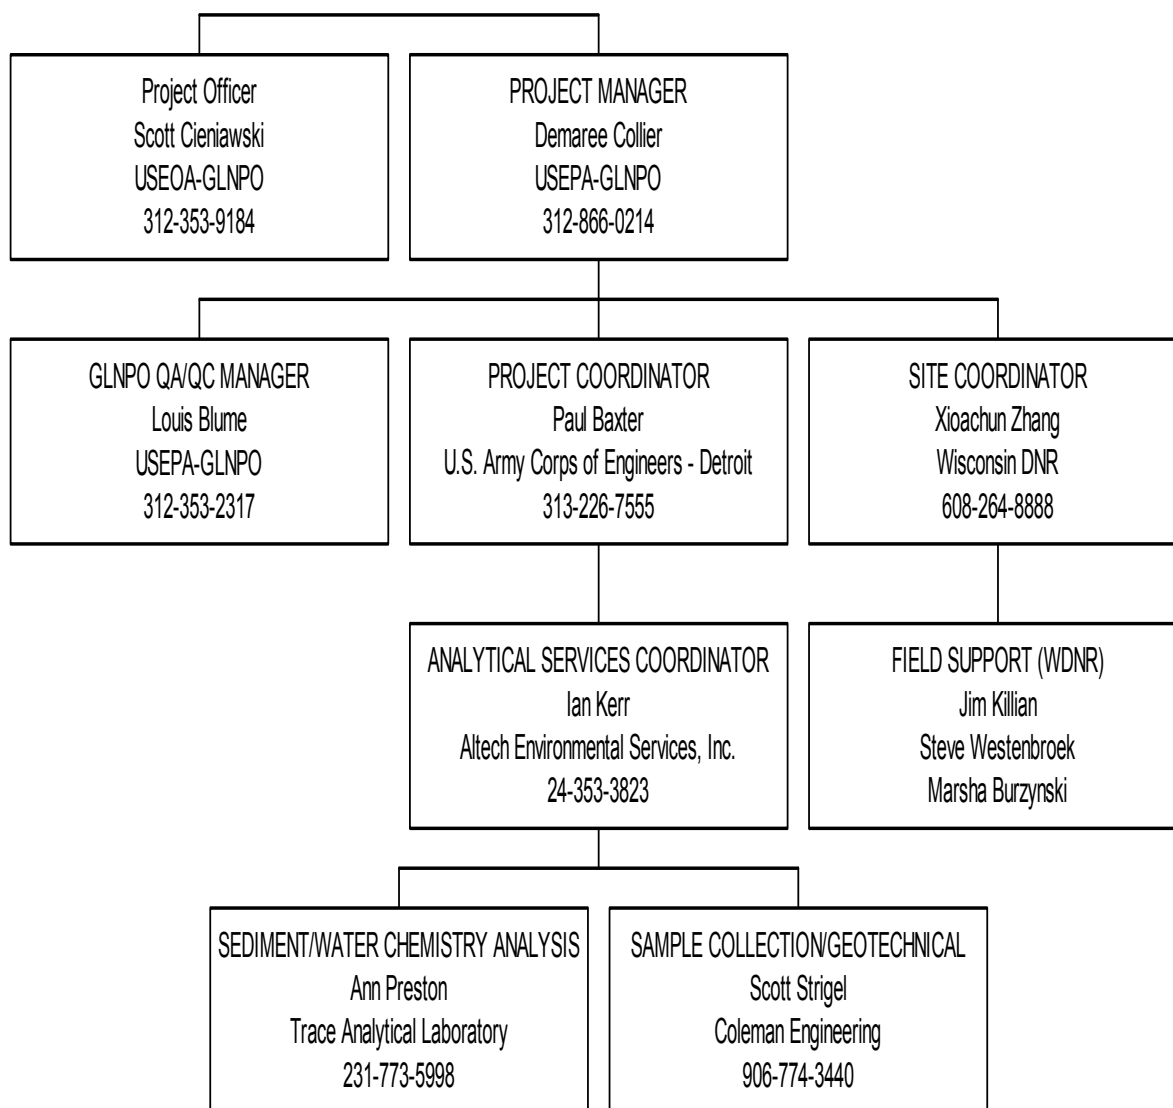 Project Officer
Scott Cieniawski
USEOA-GLNPO
312-353-9184
PROJECT MANAGER
Demaree Collier
USEPA-GLNPO
312-866-0214
GLNPO QA/QC MANAGER
Louis Blume
USEPA-GLNPO
312-353-2317
PROJECT COORDINATOR
Paul Baxter
U.S. Army Corps of Engineers - Detroit
313-226-7555
SITE COORDINATOR
Xioachun Zhang
Wisconsin DNR
608-264-8888
ANALYTICAL SERVICES COORDINATOR
Ian Kerr
Altech Environmental Services, Inc.
24-353-3823
FIELD SUPPORT (WDNR)
Jim Killian
Steve Westenbroek
Marsha Burzynski
SEDIMENT/WATER CHEMISTRY ANALYSIS
Ann Preston
Trace Analytical Laboratory
231-773-5998
SAMPLE COLLECTION/GEOTECHNICAL
Scott Strigel
Coleman Engineering
906-774-3440